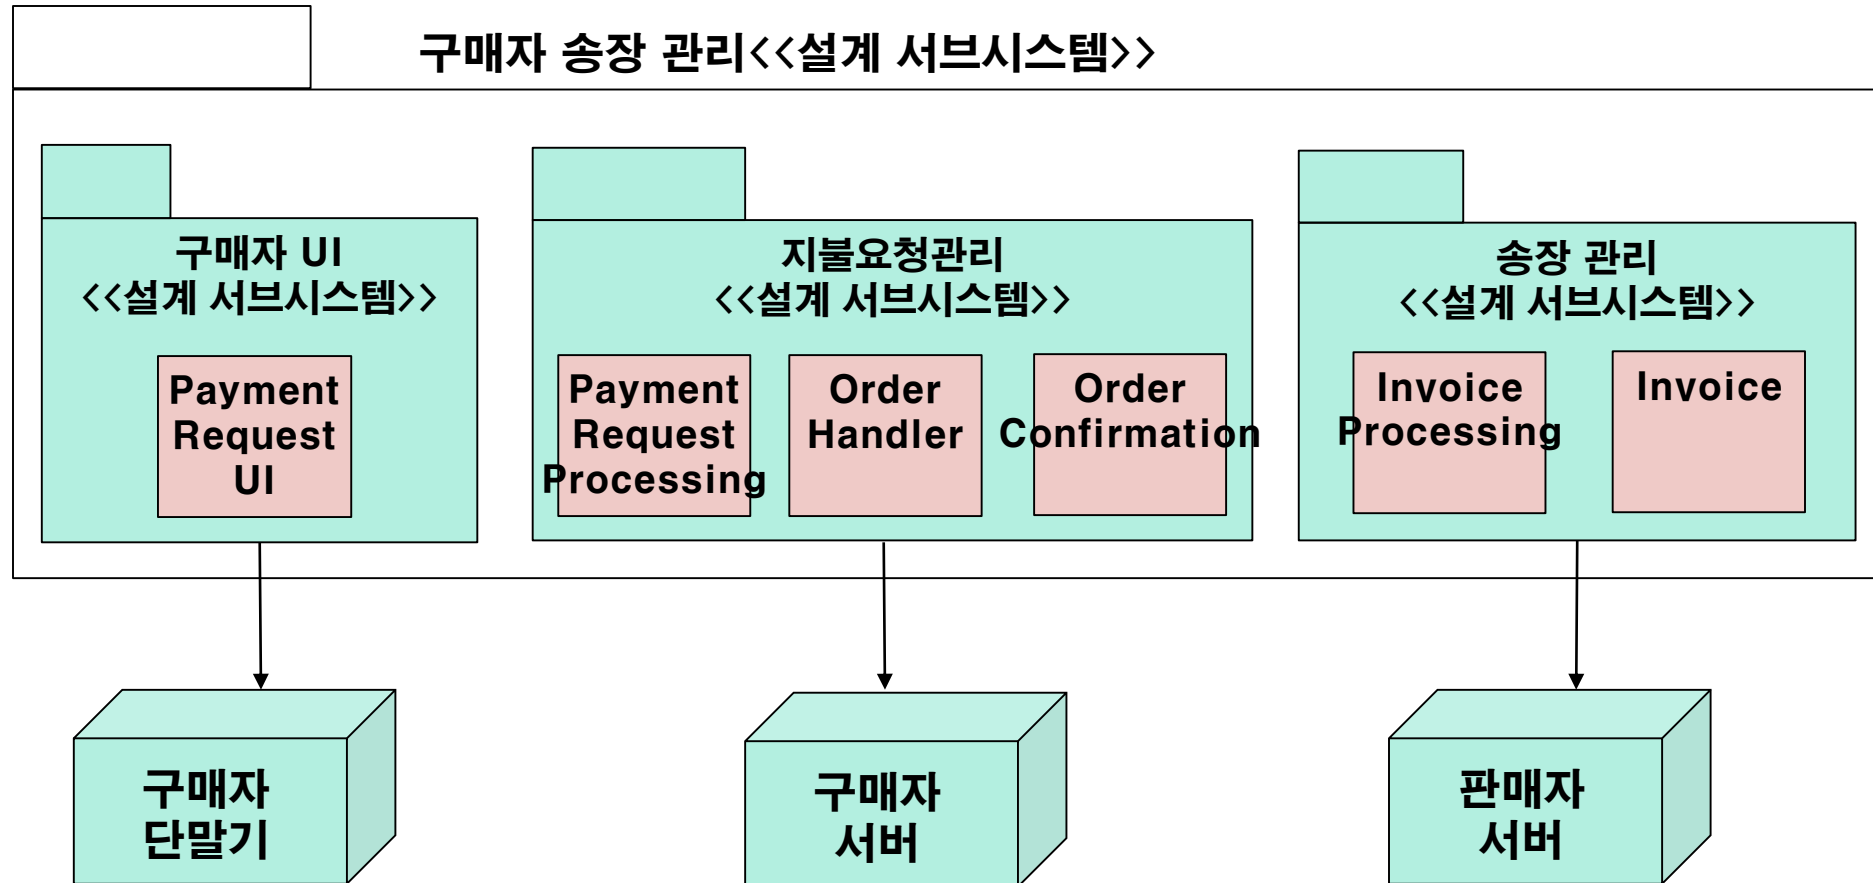 구매자 송장 관리<<설계 서브시스템>>
구매자 UI
<<설계 서브시스템>>
Payment
Request
UI
지불요청관리
<<설계 서브시스템>>
Payment
Request
Processing
Order
Handler
Order
Confirmation
송장 관리
<<설계 서브시스템>>
Invoice
Processing
Invoice
구매자
단말기
구매자
서버
판매자
서버